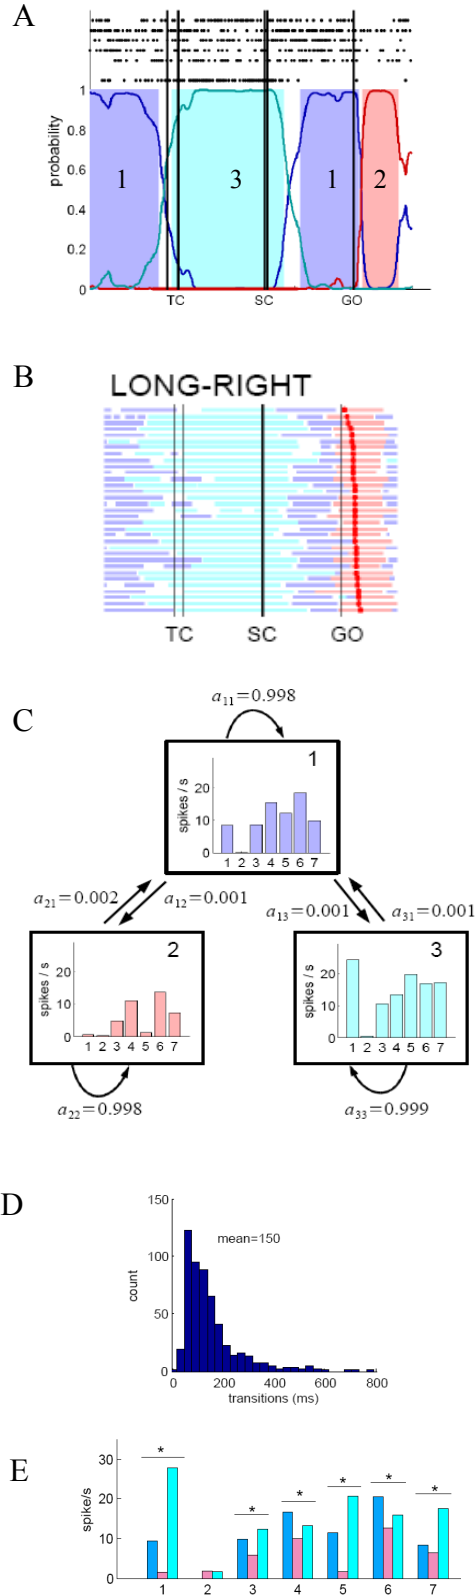 A
probability
1
0.8
0.6
0.4
0.2
0
1 3 1 2
TC SC GO
B
LONG-RIGHT
TC SC GO
C
a11=0.998
1
spikes / s
20
10
0
1 2 3 4 5 6 7
a21=0.002 a12=0.001 a13=0.001 a31=0.001
2
spikes / s
20
10
0
1 2 3 4 5 6 7
3
spikes / s
20
10
0
1 2 3 4 5 6 7
a22=0.998 a33=0.999
D
150
100
50
0
count
mean=150
0 200 400 600 800
transitions (ms)
E
spike/s
30
20
10
0
* * * * * *
1 2 3 4 5 6 7